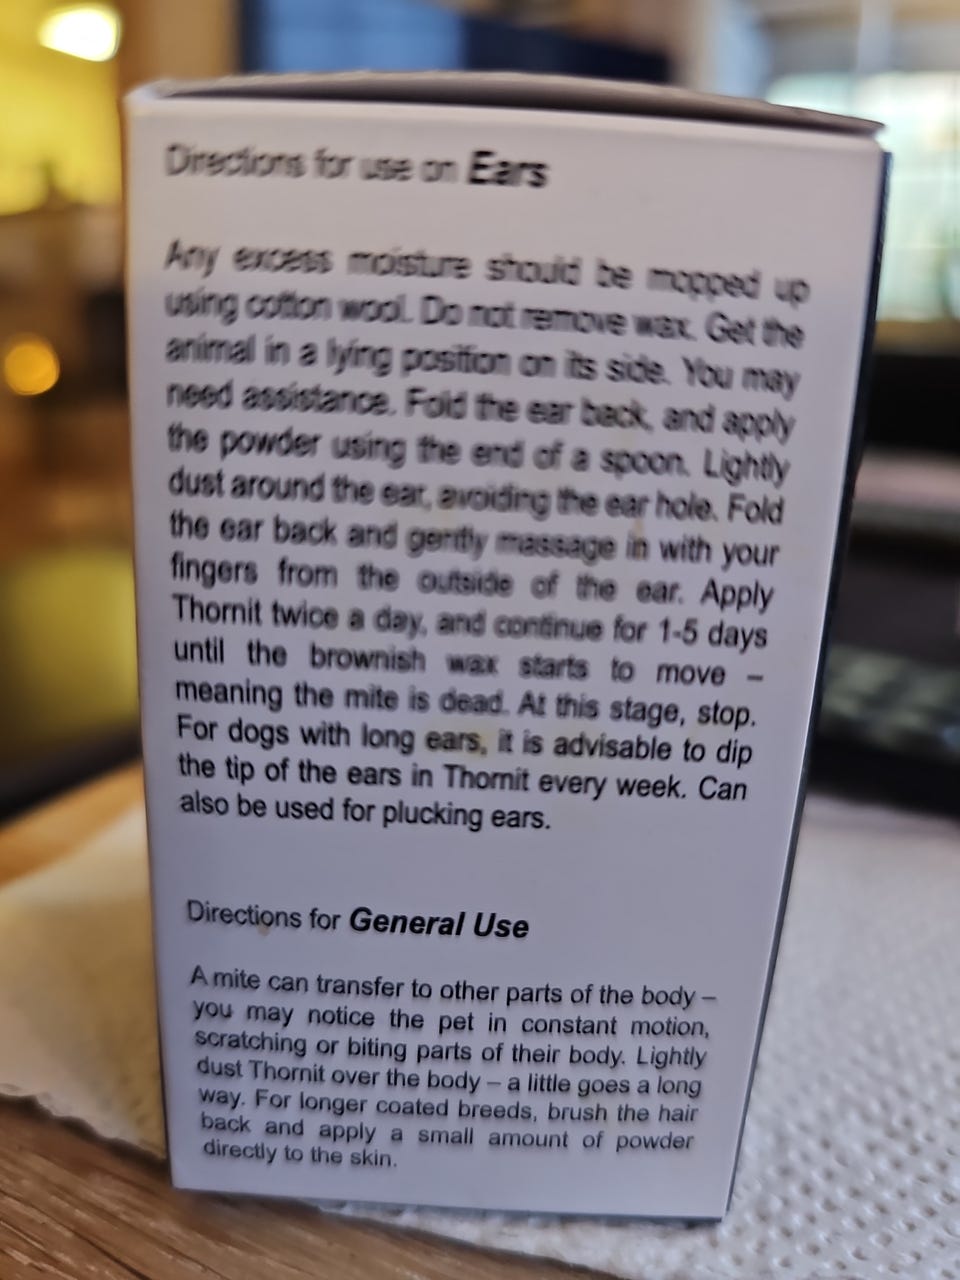 Directions for use on Ears
Any excess moisture should be mopped up
using cotton wool. Do not remove wax. Get the
animal in a lying position on its side. You may
need assistance. Fold the ear back, and apply
the powder using the end of a spoon. Lightly
dust around the ear, avoiding the ear hole. Fold
the ear back and gently massage in with your
fingers from the outside of the ear. Apply
Thornit twice a day, and continue for 1-5 days
until the brownish wax starts to move –
meaning the mite is dead. At this stage, stop.
For dogs with long ears, it is advisable to dip
the tip of the ears in Thornit every week. Can
also be used for plucking ears.
Directions for General Use
A mite can transfer to other parts of the body –
you may notice the pet in constant motion,
scratching or biting parts of their body. Lightly
dust Thornit over the body – a little goes a long
way. For longer coated breeds, brush the hair
back and apply a small amount of powder
directly to the skin.